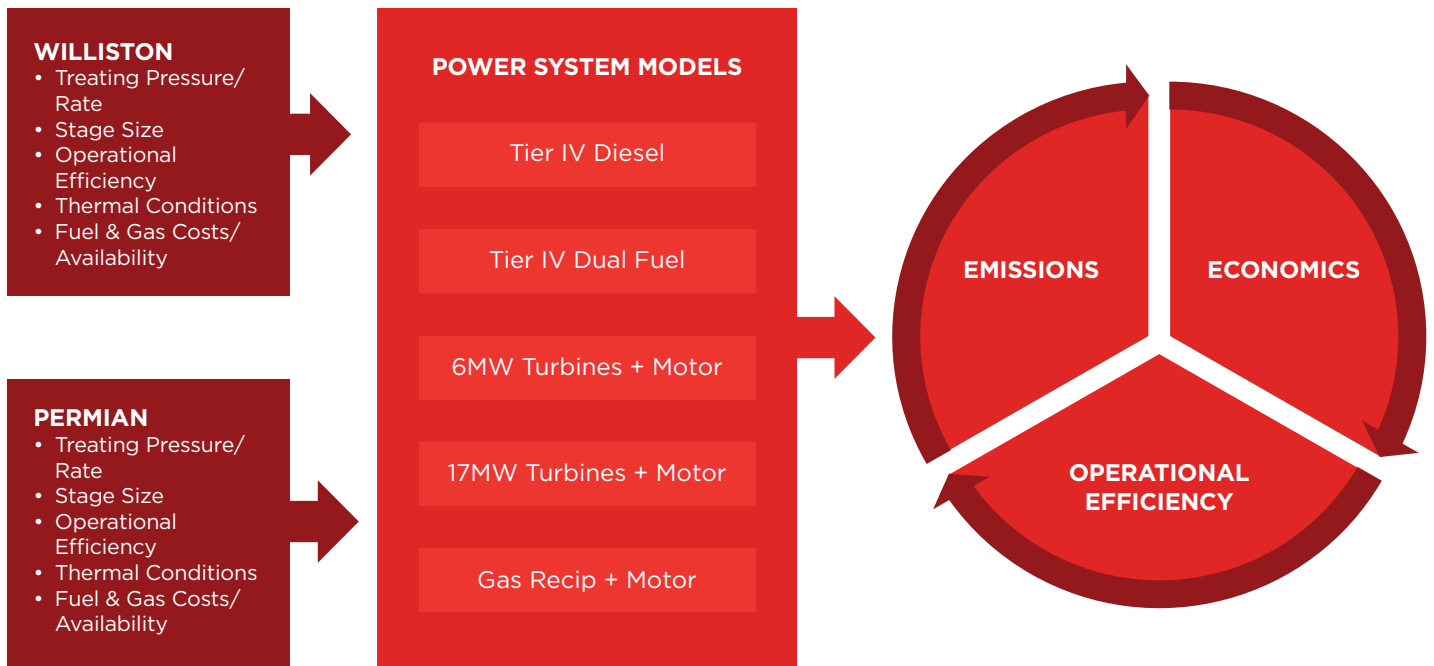 WILLISTON
• Treating Pressure/
Rate
• Stage Size
• Operational
Efficiency
• Thermal Conditions
• Fuel & Gas Costs/
Availability
PERMIAN
• Treating Pressure/
Rate
• Stage Size
• Operational
Efficiency
• Thermal Conditions
• Fuel & Gas Costs/
Availability
POWER SYSTEM MODELS
Tier IV Diesel
Tier IV Dual Fuel
6MW Turbines + Motor
17MW Turbines + Motor
Gas Recip + Motor
EMISSIONS
ECONOMICS
OPERATIONAL
EFFICIENCY